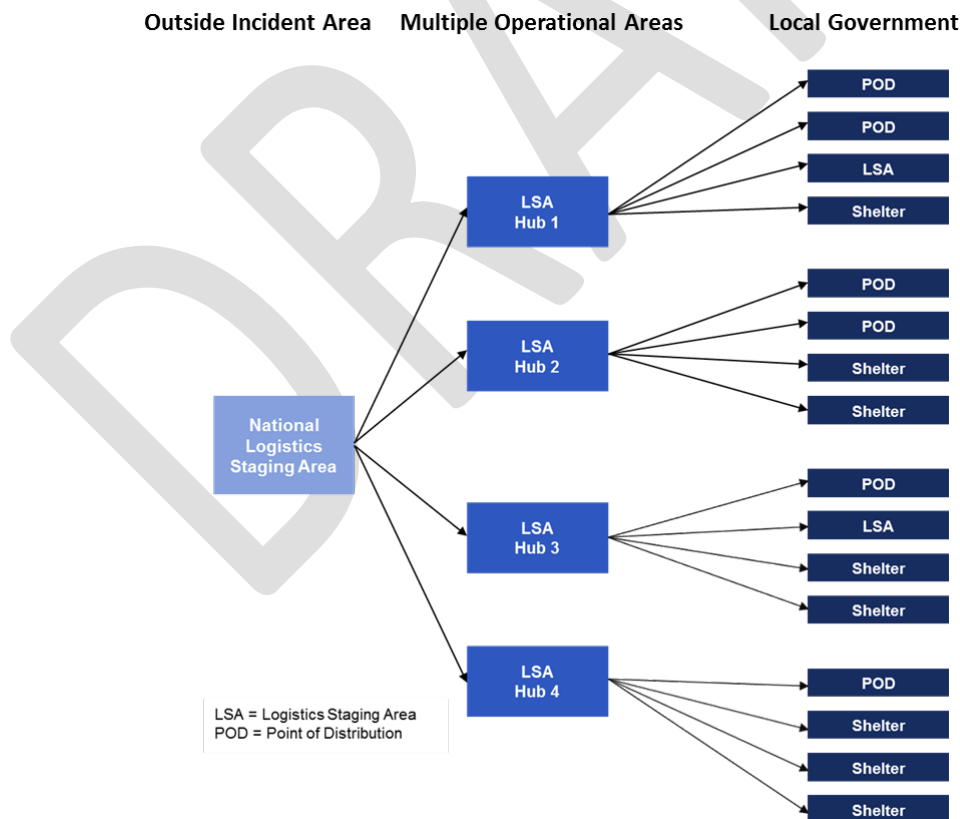 Outside Incident Area
Multiple Operational Areas
Local Government
DRAFT
National
Logistics
Staging Area
LSA
Hub 1
LSA
Hub 2
LSA
Hub 3
LSA
Hub 4
POD
POD
LSA
Shelter
POD
POD
Shelter
Shelter
POD
LSA
Shelter
Shelter
POD
Shelter
Shelter
Shelter
LSA = Logistics Staging Area
POD = Point of Distribution